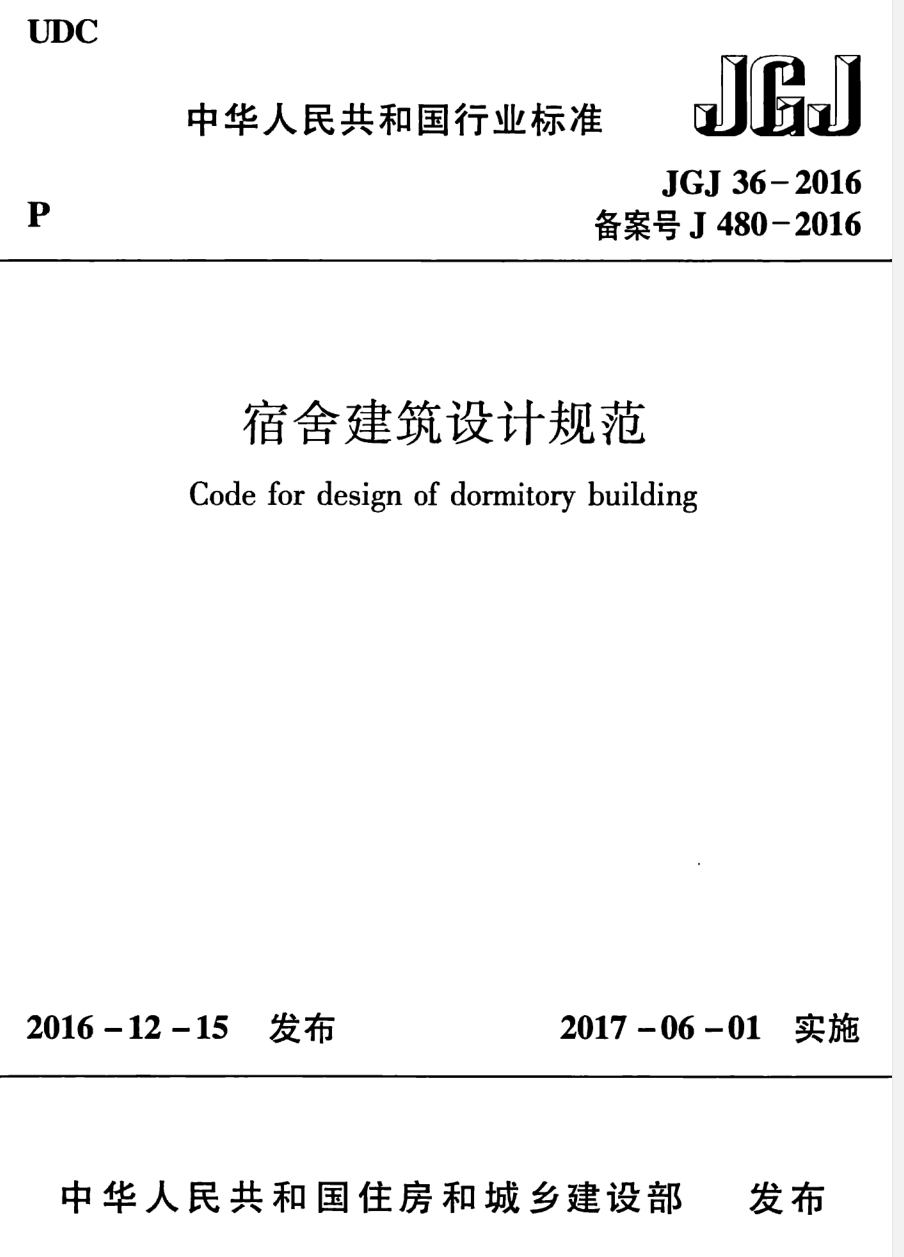 UDC
JGJ
中华人民共和国行业标准
JGJ 36-2016
P
备案号 J 480-2016
宿舍建筑设计规范
Code for design of dormitory building
2016-12-15 发布 2017-06-01 实施
中华人民共和国住房和城乡建设部 发布